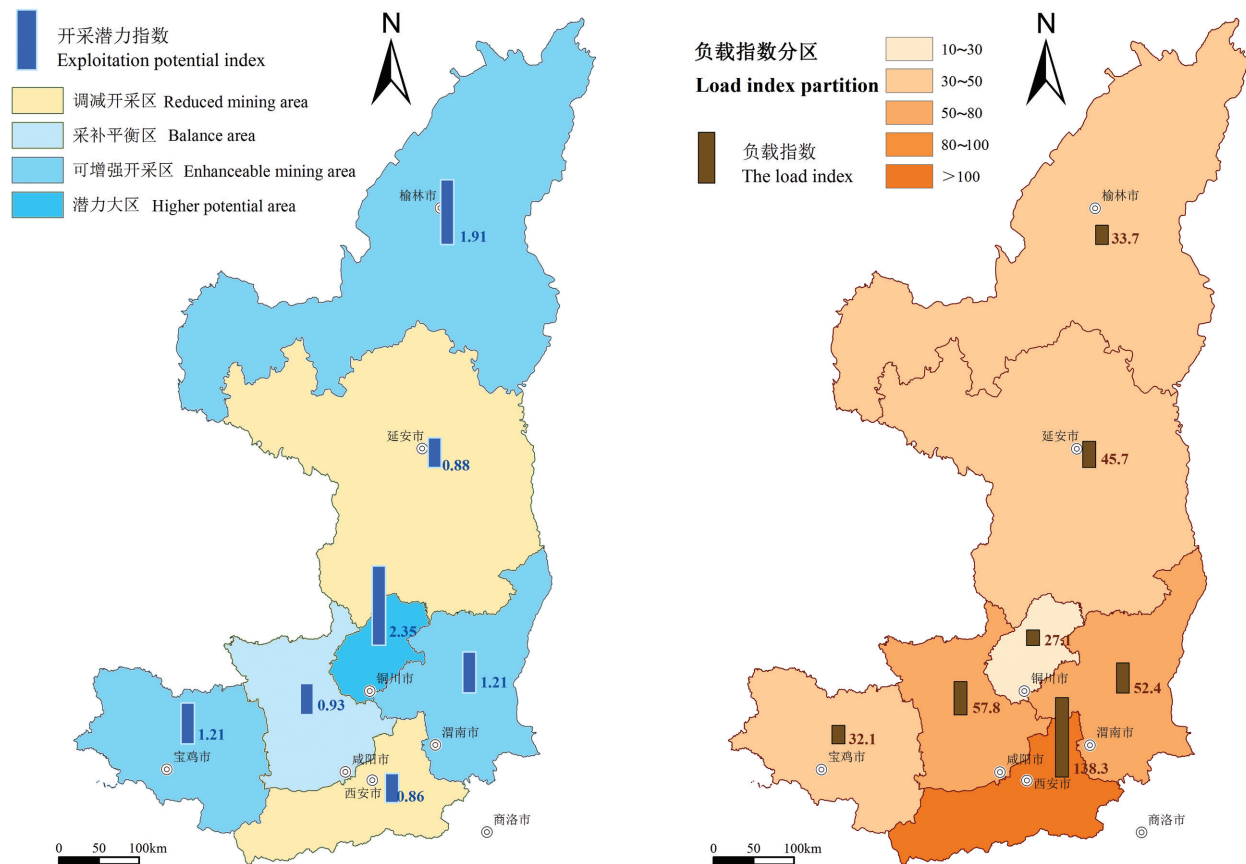 开采潜力指数
Exploitation potential index
调减开采区 Reduced mining area
采补平衡区 Balance area
可增强开采区 Enhanceable mining area
潜力大区 Higher potential area
N
榆林市
1.91
延安市
0.88
2.35
铜川市
1.21
0.93
1.21
宝鸡市
渭南市
咸阳市
西安市
0.86
商洛市
0 50 100km
负载指数分区
Load index partition
负载指数
The load index
10~30
30~50
50~80
80~100
>100
N
榆林市
33.7
延安市
45.7
27.1
铜川市
52.4
57.8
32.1
宝鸡市
渭南市
咸阳市
138.3
西安市
商洛市
0 50 100km